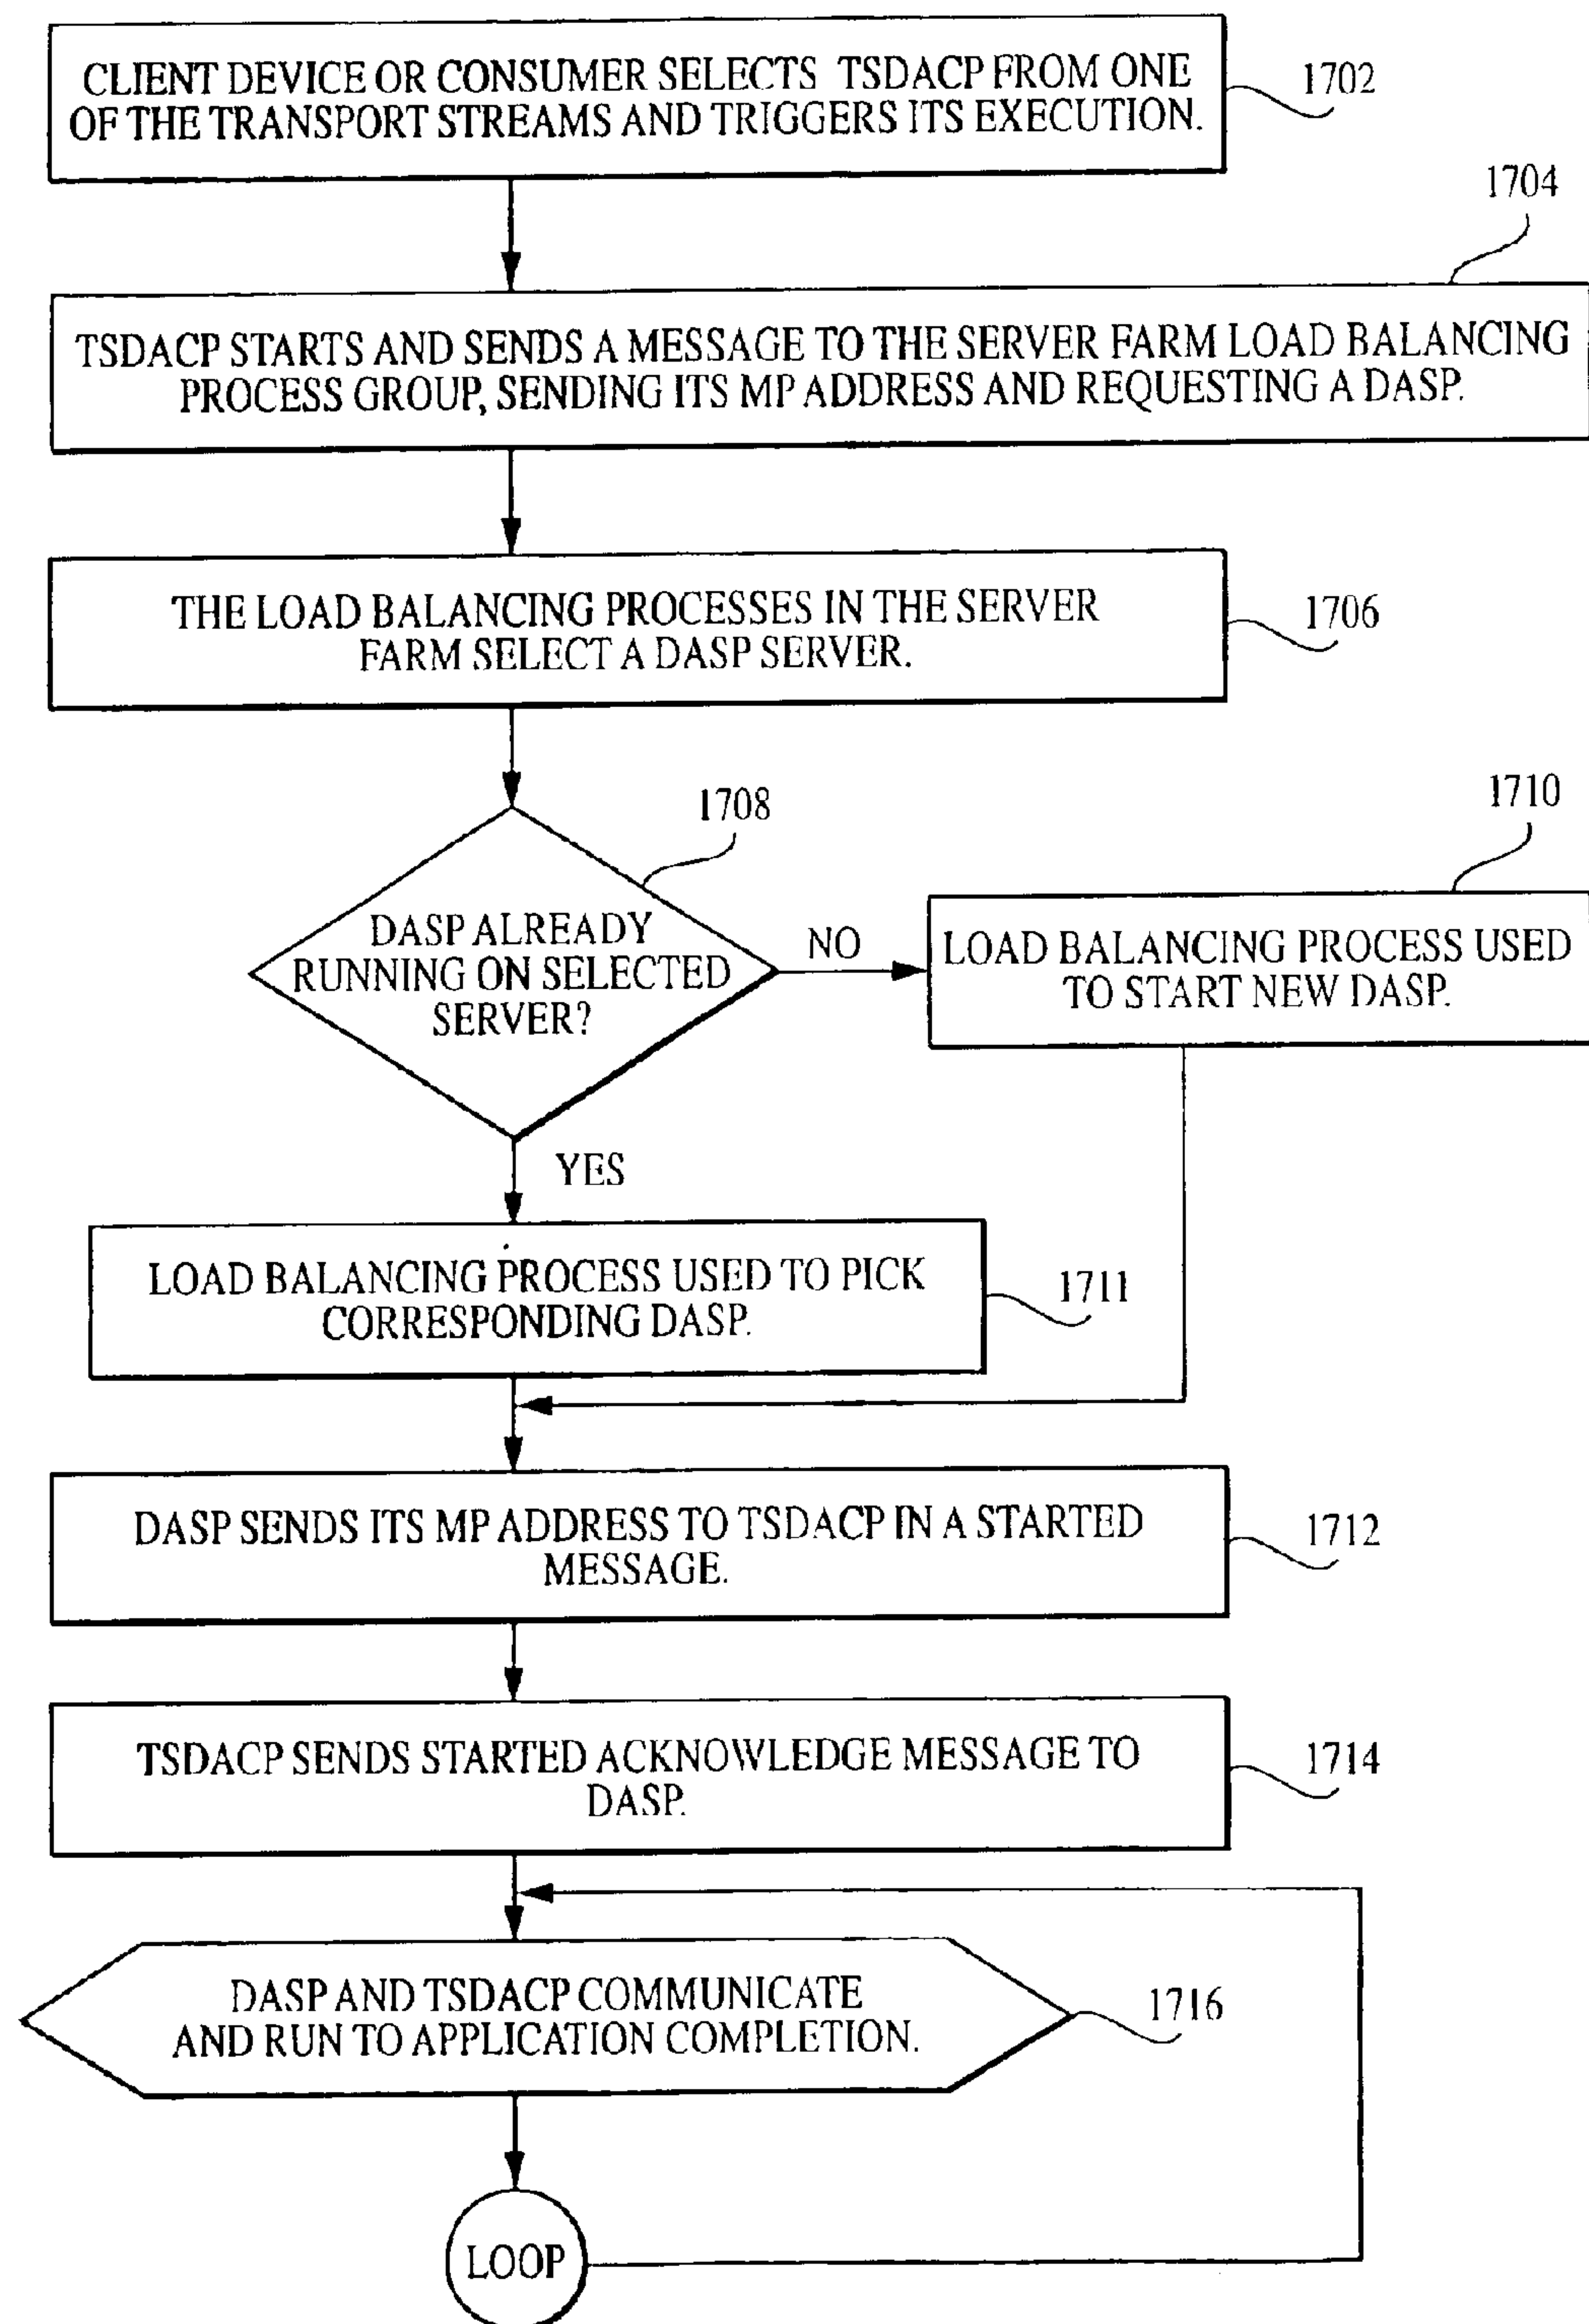 CLIENT DEVICE OR CONSUMER SELECTS TSDACP FROM ONE
OF THE TRANSPORT STREAMS AND TRIGGERS ITS EXECUTION.
1702
1704
TSDACP STARTS AND SENDS A MESSAGE TO THE SERVER FARM LOAD BALANCING
PROCESS GROUP, SENDING ITS MP ADDRESS AND REQUESTING A DASP.
THE LOAD BALANCING PROCESSES IN THE SERVER
FARM SELECT A DASP SERVER.
1706
1708
1710
DASP ALREADY
RUNNING ON SELECTED
SERVER?
NO
LOAD BALANCING PROCESS USED
TO START NEW DASP.
YES
LOAD BALANCING PROCESS USED TO PICK
CORRESPONDING DASP.
1711
DASP SENDS ITS MP ADDRESS TO TSDACP IN A STARTED
MESSAGE.
1712
TSDACP SENDS STARTED ACKNOWLEDGE MESSAGE TO
DASP.
1714
DASP AND TSDACP COMMUNICATE
AND RUN TO APPLICATION COMPLETION.
1716
LOOP